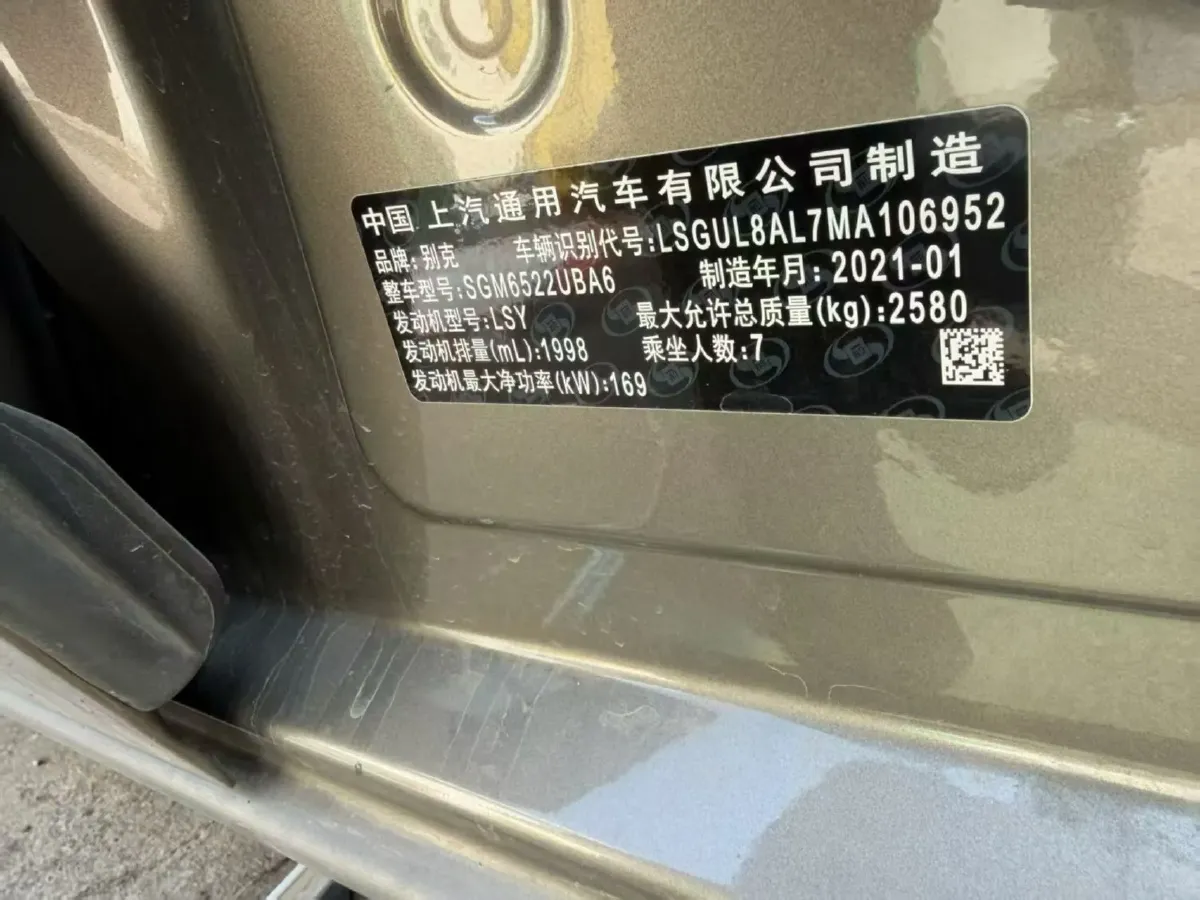 中国 上汽通用汽车有限公司制造
品牌:别克 车辆识别代号:LSGUL8AL7MA106952
整车型号:SGM6522UBA6 制造年月:2021-01
发动机型号:LSY 最大允许总质量(kg):2580
发动机排量(mL):1998 乘坐人数:7
发动机最大净功率(kW):169